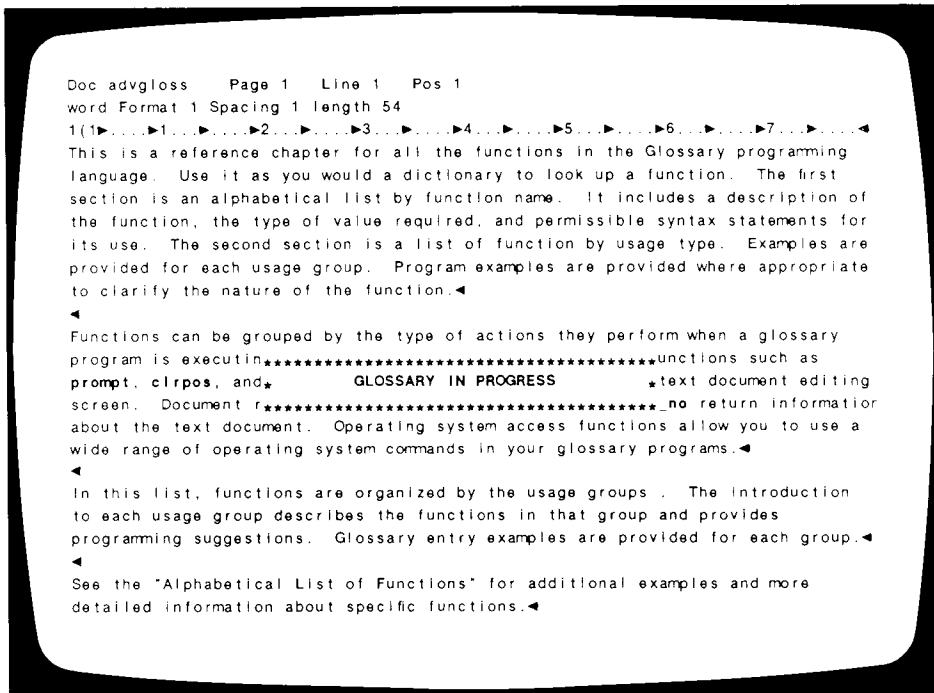 Doc advgloss Page 1 Line 1 Pos 1
word Format 1 Spacing 1 length 54
1(1►....►1...►....►2...►....►3...►....►4...►....►5...►....►6...►....►7...►....◄
This is a reference chapter for all the functions in the Glossary programming
language. Use it as you would a dictionary to look up a function. The first
section is an alphabetical list by function name. It includes a description of
the function, the type of value required, and permissible syntax statements for
its use. The second section is a list of function by usage type. Examples are
provided for each usage group. Program examples are provided where appropriate
to clarify the nature of the function.◄
◄
Functions can be grouped by the type of actions they perform when a glossary
program is executin****************************************unctions such as
prompt, clrpos, and* GLOSSARY IN PROGRESS *text document editing
screen. Document r****************************************_no return informatior
about the text document. Operating system access functions allow you to use a
wide range of operating system commands in your glossary programs.◄
◄
In this list, functions are organized by the usage groups . The introduction
to each usage group describes the functions in that group and provides
programming suggestions. Glossary entry examples are provided for each group.◄
◄
See the "Alphabetical List of Functions" for additional examples and more
detailed information about specific functions.◄